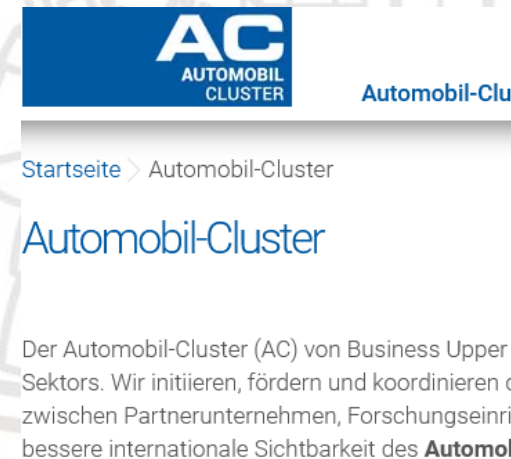 AC
AUTOMOBIL
CLUSTER
Automobil-Clu
Startseite > Automobil-Cluster
Automobil-Cluster
Der Automobil-Cluster (AC) von Business Upper
Sektors. Wir initiieren, fördern und koordinieren
zwischen Partnerunternehmen, Forschungseinri
bessere internationale Sichtbarkeit des Automol